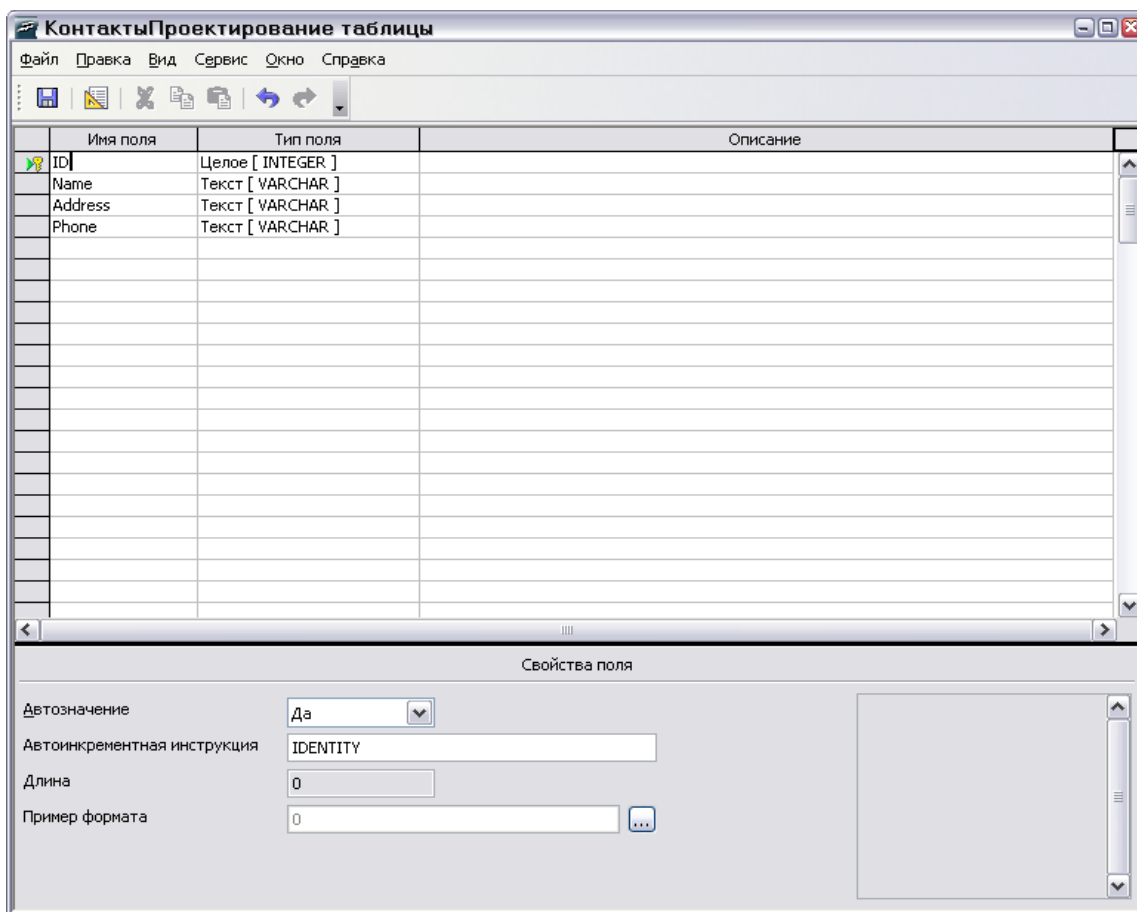 КонтактыПроектирование таблицы
Файл Правка Вид Сервис Окно Справка
Имя поля Тип поля Описание
ID Целое [ INTEGER ]
Name Текст [ VARCHAR ]
Address Текст [ VARCHAR ]
Phone Текст [ VARCHAR ]
Свойства поля
Автозначение Да
Автоинкрементная инструкция IDENTITY
Длина 0
Пример формата 0 ...